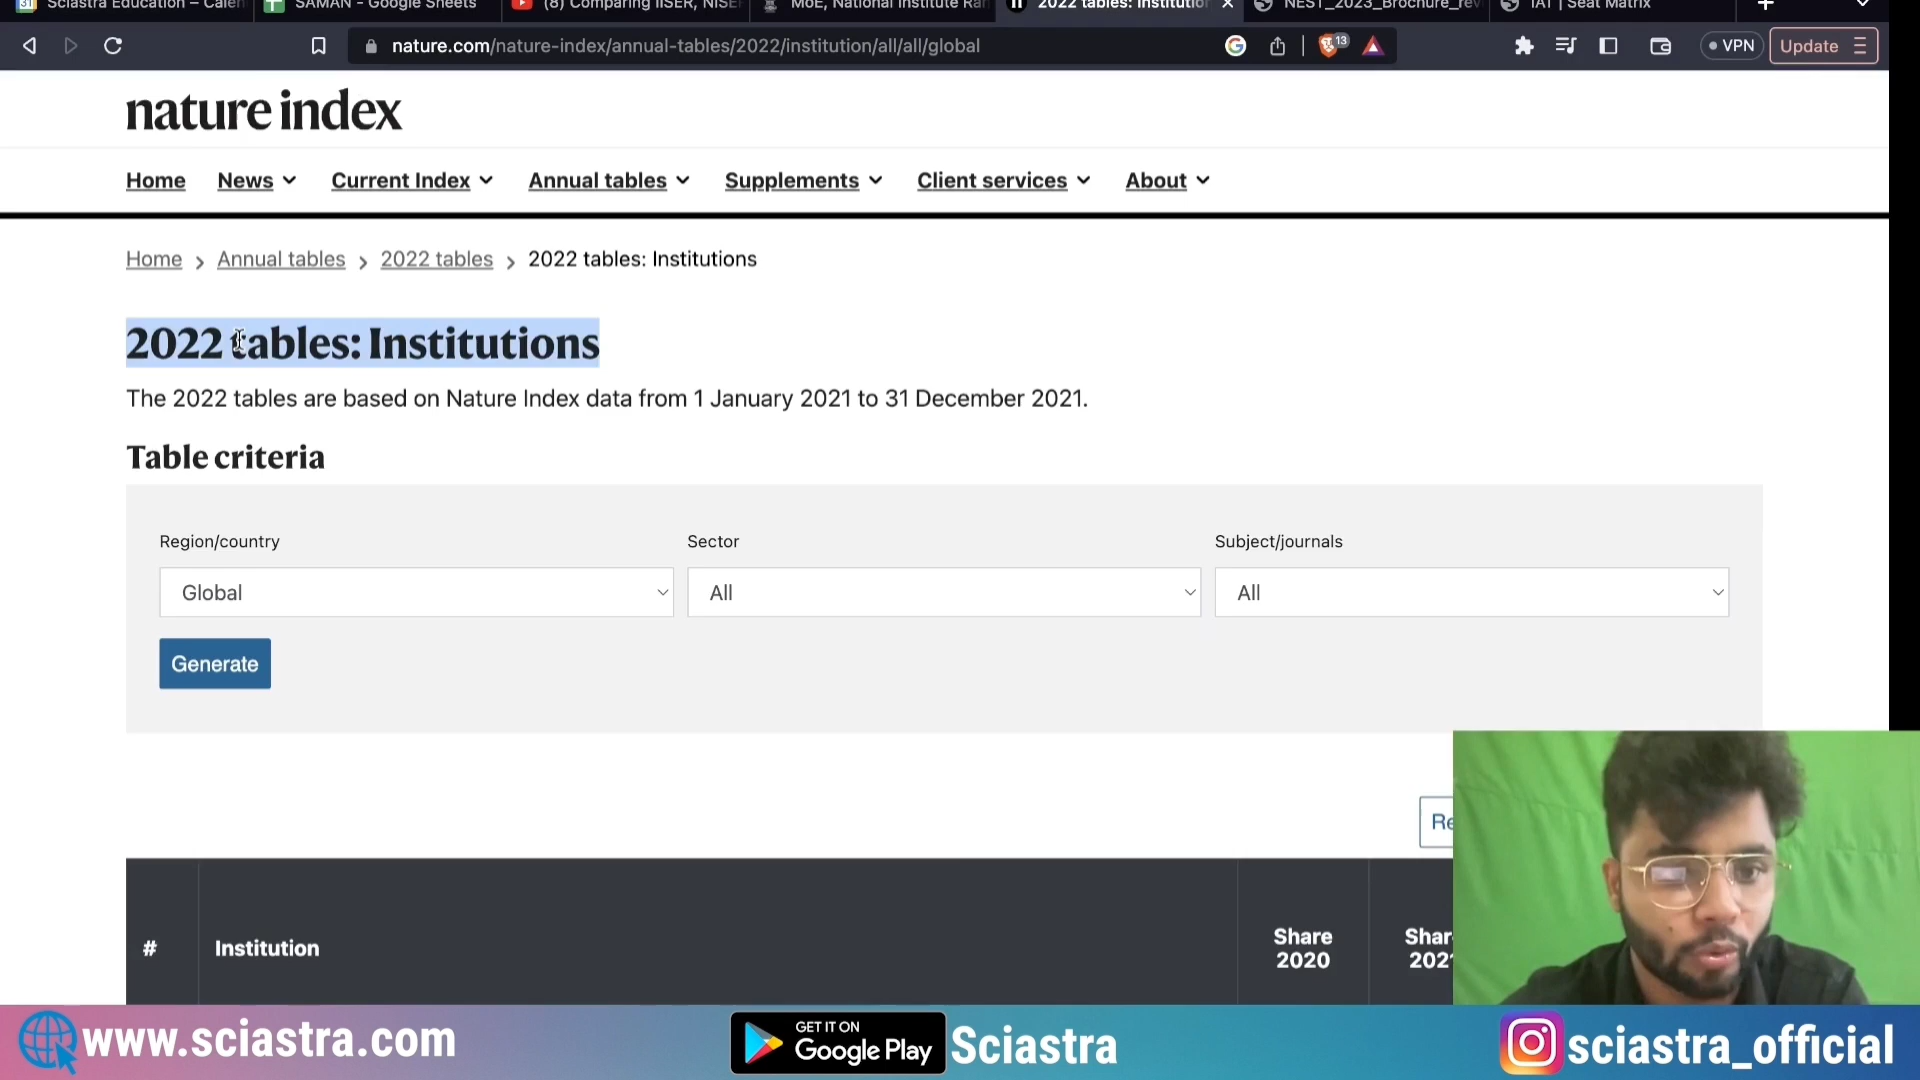 Sciastra Education – Calen
SAMAN - Google Sheets
(8) Comparing IISER, NISE
MoE, National Institute Ran
2022 tables: Institution
NEST_2023_Brochure_rev
IAT | Seat Matrix
nature.com/nature-index/annual-tables/2022/institution/all/all/global
13
VPN
Update
nature index
Home
News
Current Index
Annual tables
Supplements
Client services
About
Home > Annual tables > 2022 tables > 2022 tables: Institutions
2022 tables: Institutions
The 2022 tables are based on Nature Index data from 1 January 2021 to 31 December 2021.
Table criteria
Region/country
Sector
Subject/journals
Global
All
All
Generate
Re
# Institution
Share
2020
Shar
202
www.sciastra.com
GET IT ON
Google Play
Sciastra
sciastra_official